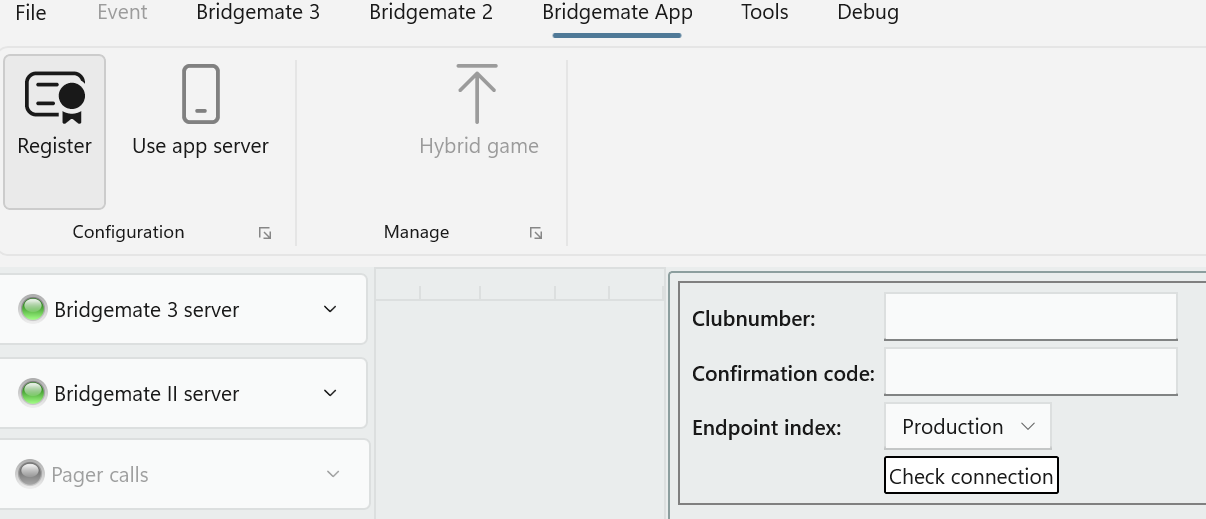 File Event Bridgemate 3 Bridgemate 2 Bridgemate App Tools Debug
Register Use app server Hybrid game
Configuration Manage
Bridgemate 3 server
Clubnumber:
Bridgemate II server
Confirmation code:
Endpoint index: Production
Pager calls
Check connection